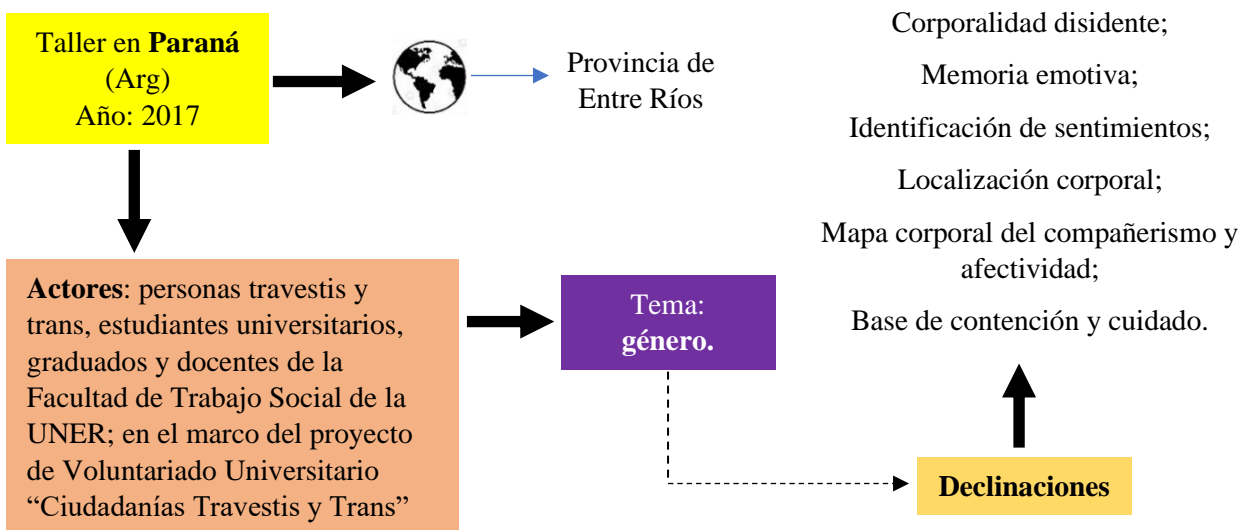 Taller en Paraná
(Arg)
Año: 2017
Provincia de
Entre Ríos
Corporalidad disidente;
Memoria emotiva;
Identificación de sentimientos;
Localización corporal;
Mapa corporal del compañerismo y
afectividad;
Base de contención y cuidado.
Actores: personas travestis y
trans, estudiantes universitarios,
graduados y docentes de la
Facultad de Trabajo Social de la
UNER; en el marco del proyecto
de Voluntariado Universitario
“Ciudadanías Travestis y Trans”
Tema:
género.
Declinaciones